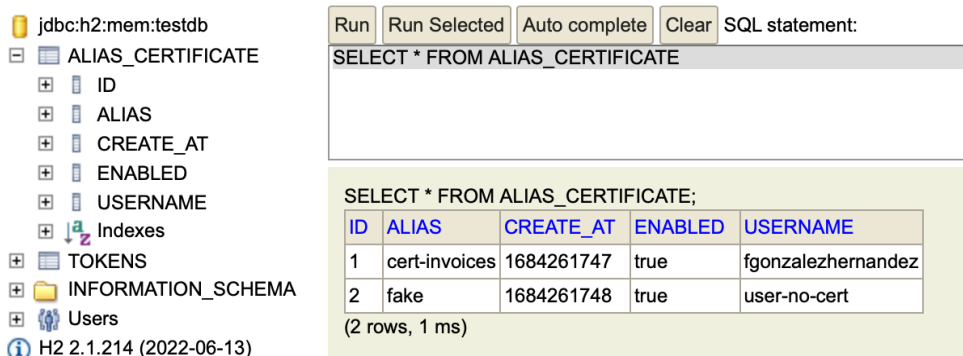 jdbc:h2:mem:testdb
ALIAS_CERTIFICATE
ID
ALIAS
CREATE_AT
ENABLED
USERNAME
Indexes
TOKENS
INFORMATION_SCHEMA
Users
H2 2.1.214 (2022-06-13)
Run Run Selected Auto complete Clear SQL statement:
SELECT * FROM ALIAS_CERTIFICATE
SELECT * FROM ALIAS_CERTIFICATE;
ID ALIAS CREATE_AT ENABLED USERNAME
1 cert-invoices 1684261747 true fgonzalezhernandez
2 fake 1684261748 true user-no-cert
(2 rows, 1 ms)